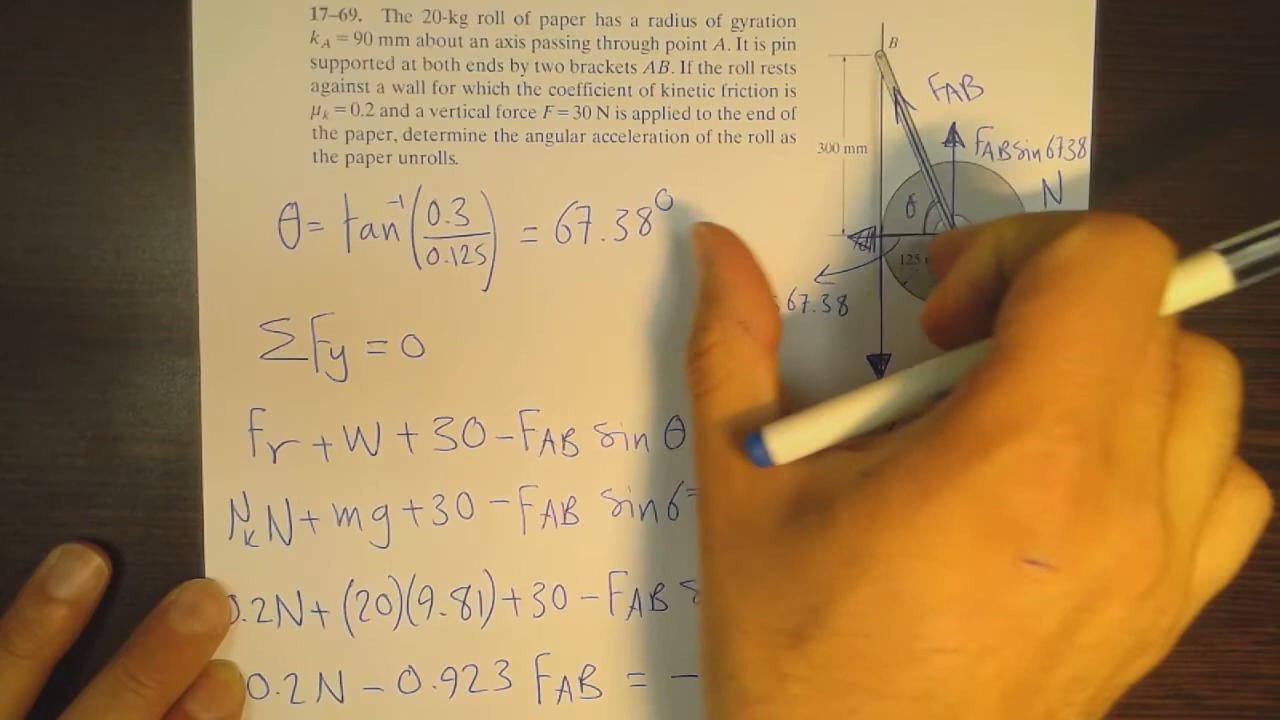 17–69. The 20-kg roll of paper has a radius of gyration
kA = 90 mm about an axis passing through point A. It is pin
supported at both ends by two brackets AB. If the roll rests
against a wall for which the coefficient of kinetic friction is
μk = 0.2 and a vertical force F = 30 N is applied to the end of
the paper, determine the angular acceleration of the roll as
the paper unrolls.
B
FAB
300 mm
FAB sin 6738
N
θ
125
67.38
θ = tan⁻¹(0.3/0.125) = 67.38°
ΣFy = 0
Fr + W + 30 - FAB sin θ
μkN + mg + 30 - FAB sin 6
0.2N + (20)(9.81) + 30 - FAB
0.2N - 0.923 FAB = -